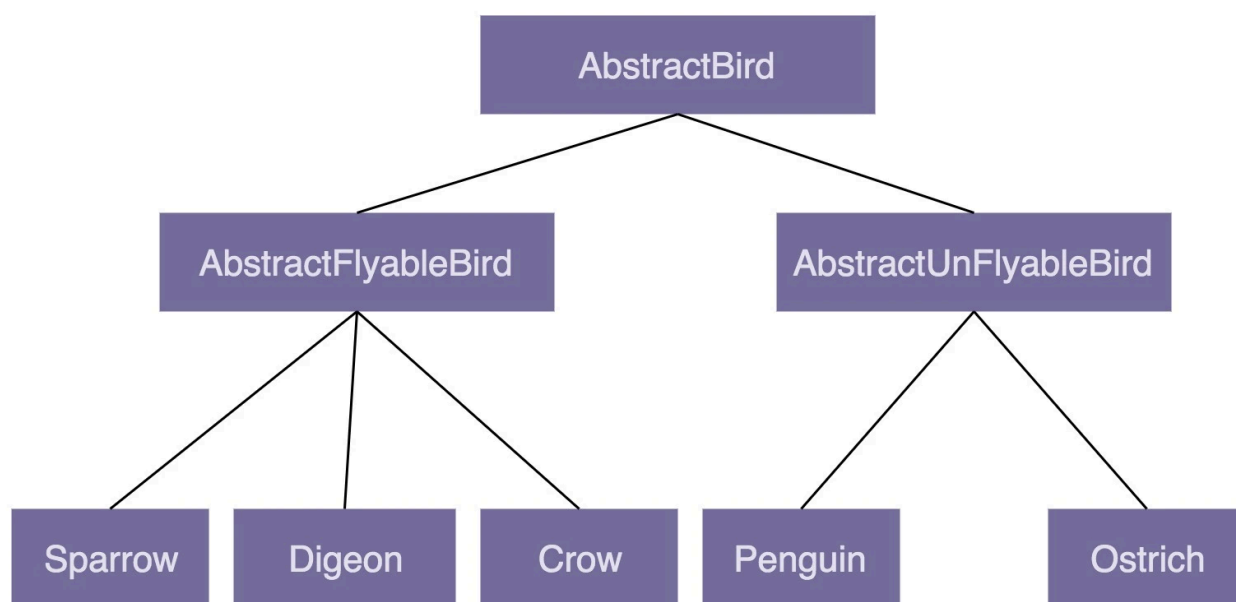 AbstractBird
AbstractFlyableBird
AbstractUnFlyableBird
Sparrow
Digeon
Crow
Penguin
Ostrich